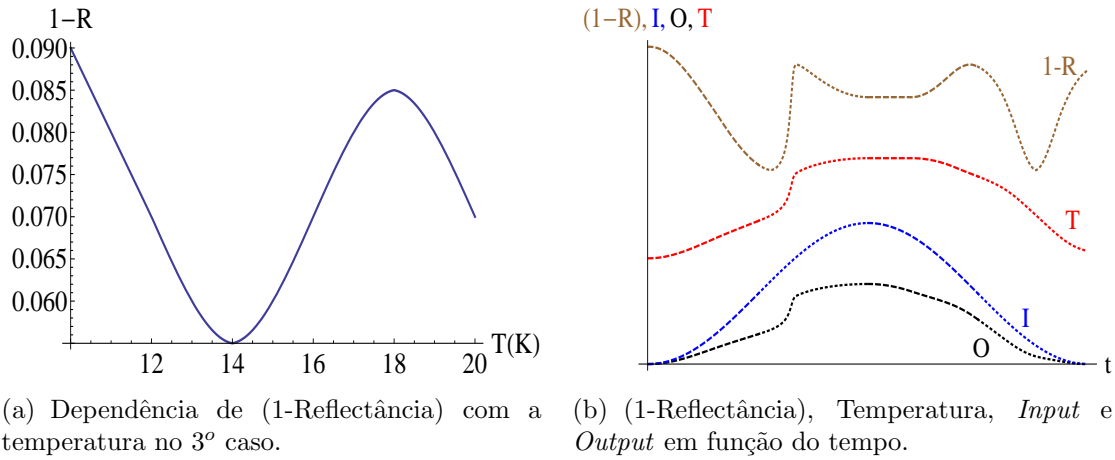 1−R
0.090
0.085
0.080
0.075
0.070
0.065
0.060
12
14
16
18
20
T(K)
(1−R), I, O, T
1-R
T
I
O
t
(a) Dependência de (1-Reflectância) com a
temperatura no 3º caso.
(b) (1-Reflectância), Temperatura, Input e
Output em função do tempo.